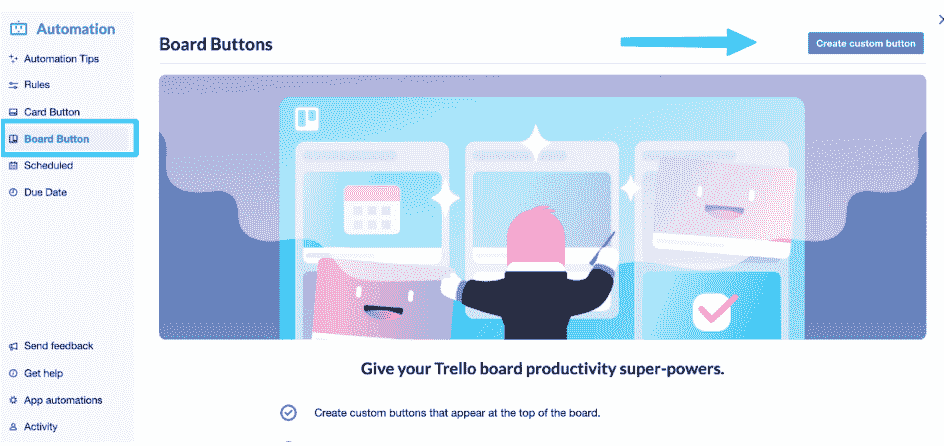 Automation
Automation Tips
Rules
Card Button
Board Button
Scheduled
Due Date
Send feedback
Get help
App automations
Activity
Board Buttons
Create custom button
Give your Trello board productivity super-powers.
Create custom buttons that appear at the top of the board.